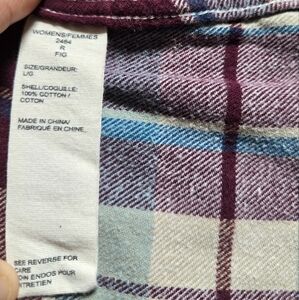 WOMENS/FEMMES
2484
R
FIG
SIZE/GRANDEUR:
L/G
SHELL/COQUILLE:
100% COTTON /
COTON
MADE IN CHINA/
FABRIQUÉ EN CHINE
SEE REVERSE FOR
CARE
ENDOS POUR
ENTRETIEN